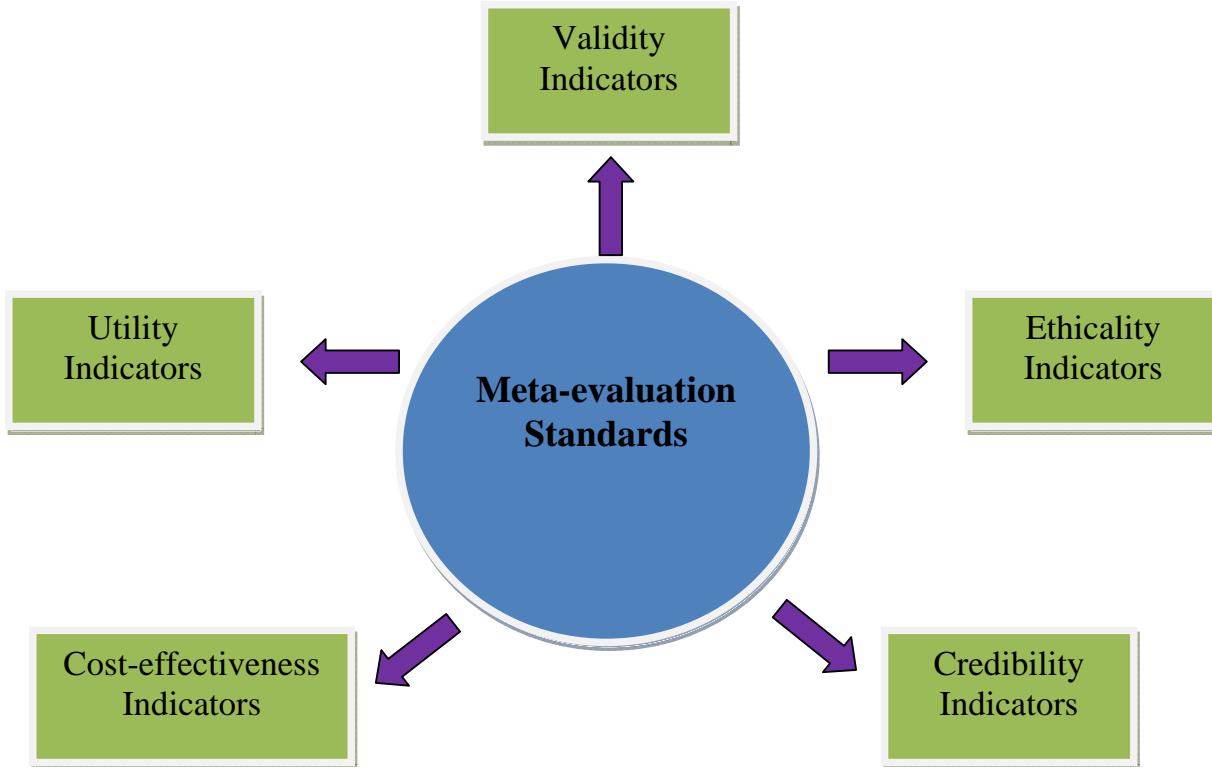 Validity
Indicators
Utility
Indicators
Ethicality
Indicators
Meta-evaluation
Standards
Cost-effectiveness
Indicators
Credibility
Indicators